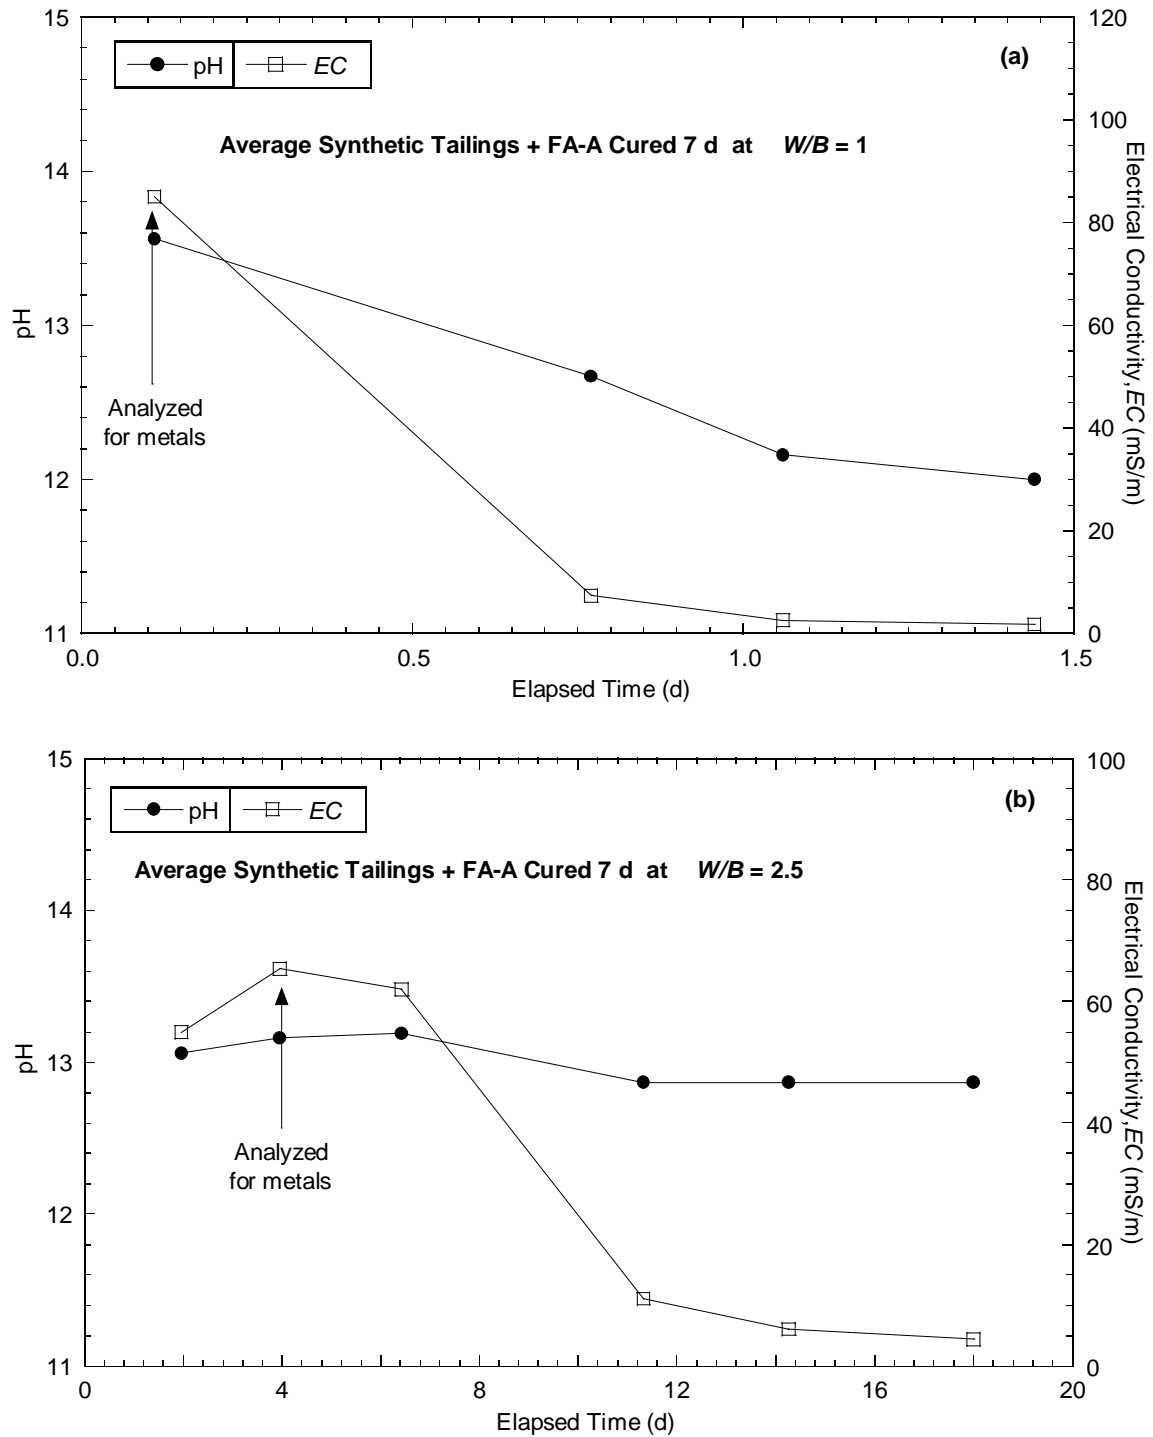 15
120
pH
EC
(a)
100
Average Synthetic Tailings + FA-A Cured 7 d at W/B = 1
14
80
13
60
Analyzed
for metals
40
12
20
11
0
pH
Electrical Conductivity, EC (mS/m)
0.0
0.5
1.0
1.5
Elapsed Time (d)
15
100
pH
EC
(b)
Average Synthetic Tailings + FA-A Cured 7 d at W/B = 2.5
80
14
60
13
Analyzed
for metals
40
12
20
11
0
pH
Electrical Conductivity, EC (mS/m)
0
4
8
12
16
20
Elapsed Time (d)